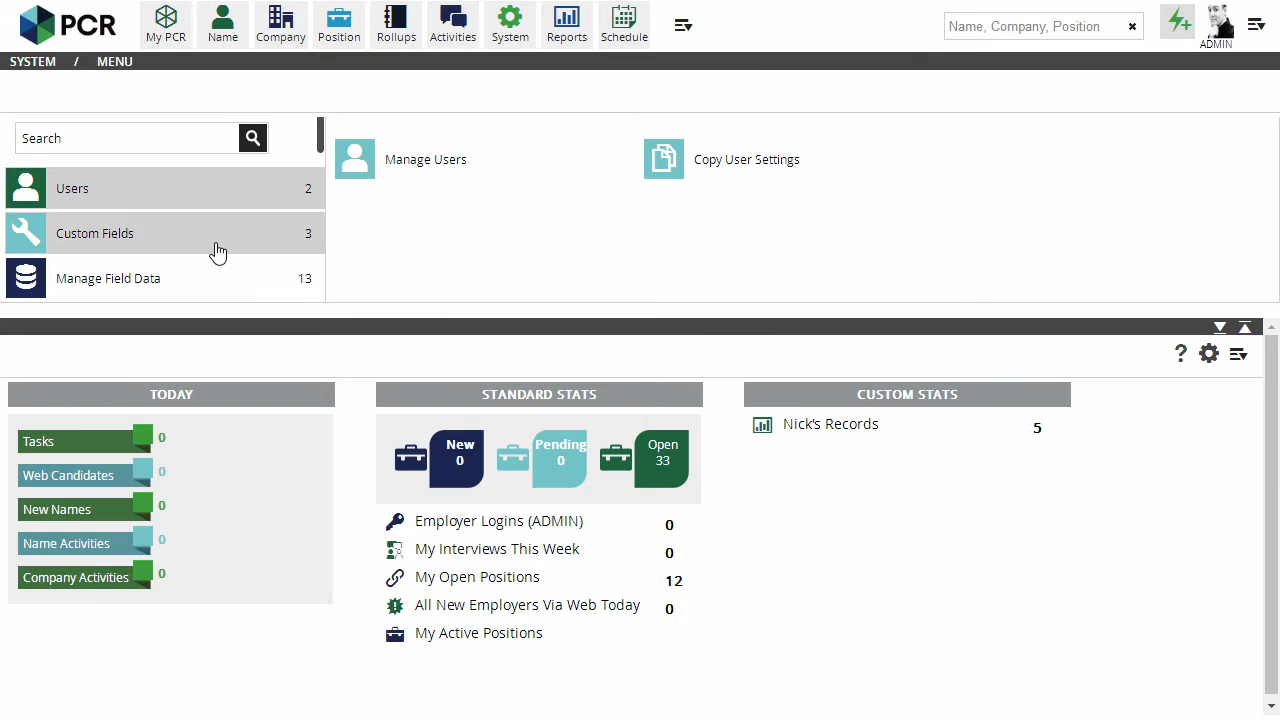 PCR
My PCR
Name
Company
Position
Rollups
Activities
System
Reports
Schedule
Name, Company, Position
ADMIN
SYSTEM / MENU
Search
Users 2
Custom Fields 3
Manage Field Data 13
Manage Users
Copy User Settings
?
TODAY
Tasks 0
Web Candidates 0
New Names 0
Name Activities 0
Company Activities 0
STANDARD STATS
New
0
Pending
0
Open
33
Employer Logins (ADMIN) 0
My Interviews This Week 0
My Open Positions 12
All New Employers Via Web Today 0
My Active Positions
CUSTOM STATS
Nick's Records 5